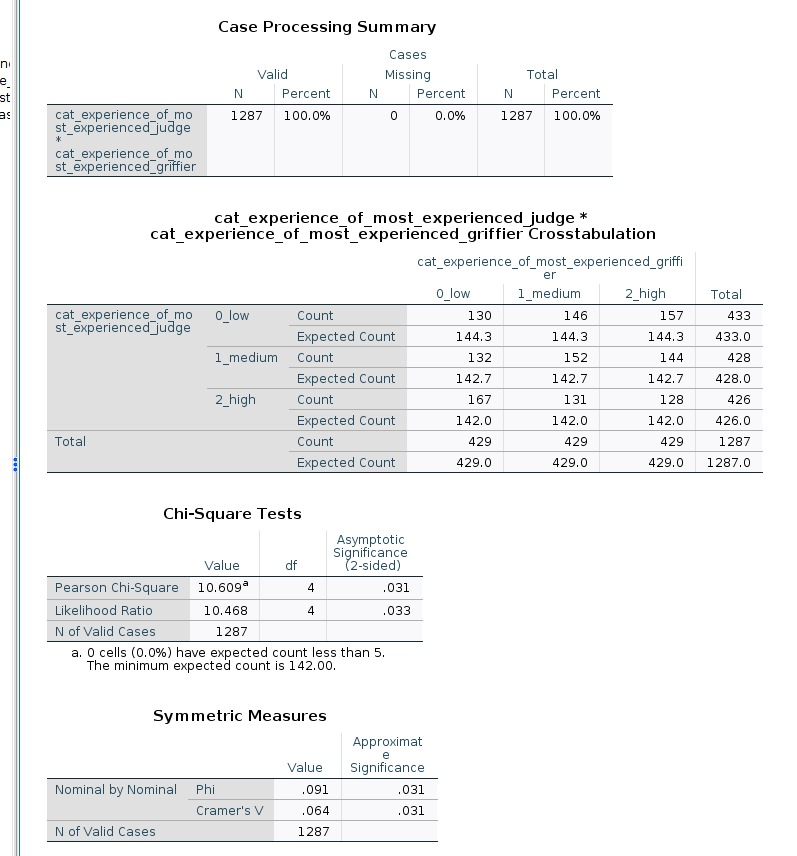 Case Processing Summary
Cases
Valid Missing Total
N Percent N Percent N Percent
cat_experience_of_mo
st_experienced_judge
*
cat_experience_of_mo
st_experienced_griffier
1287 100.0% 0 0.0% 1287 100.0%
cat_experience_of_most_experienced_judge *
cat_experience_of_most_experienced_griffier Crosstabulation
cat_experience_of_most_experienced_griffi
er
0_low 1_medium 2_high Total
cat_experience_of_mo
st_experienced_judge
0_low Count 130 146 157 433
Expected Count 144.3 144.3 144.3 433.0
1_medium Count 132 152 144 428
Expected Count 142.7 142.7 142.7 428.0
2_high Count 167 131 128 426
Expected Count 142.0 142.0 142.0 426.0
Total Count 429 429 429 1287
Expected Count 429.0 429.0 429.0 1287.0
Chi-Square Tests
Value df Asymptotic
Significance
(2-sided)
Pearson Chi-Square 10.609a 4 .031
Likelihood Ratio 10.468 4 .033
N of Valid Cases 1287
a. 0 cells (0.0%) have expected count less than 5.
The minimum expected count is 142.00.
Symmetric Measures
Value Approximat
e
Significance
Nominal by Nominal Phi .091 .031
Cramer's V .064 .031
N of Valid Cases 1287